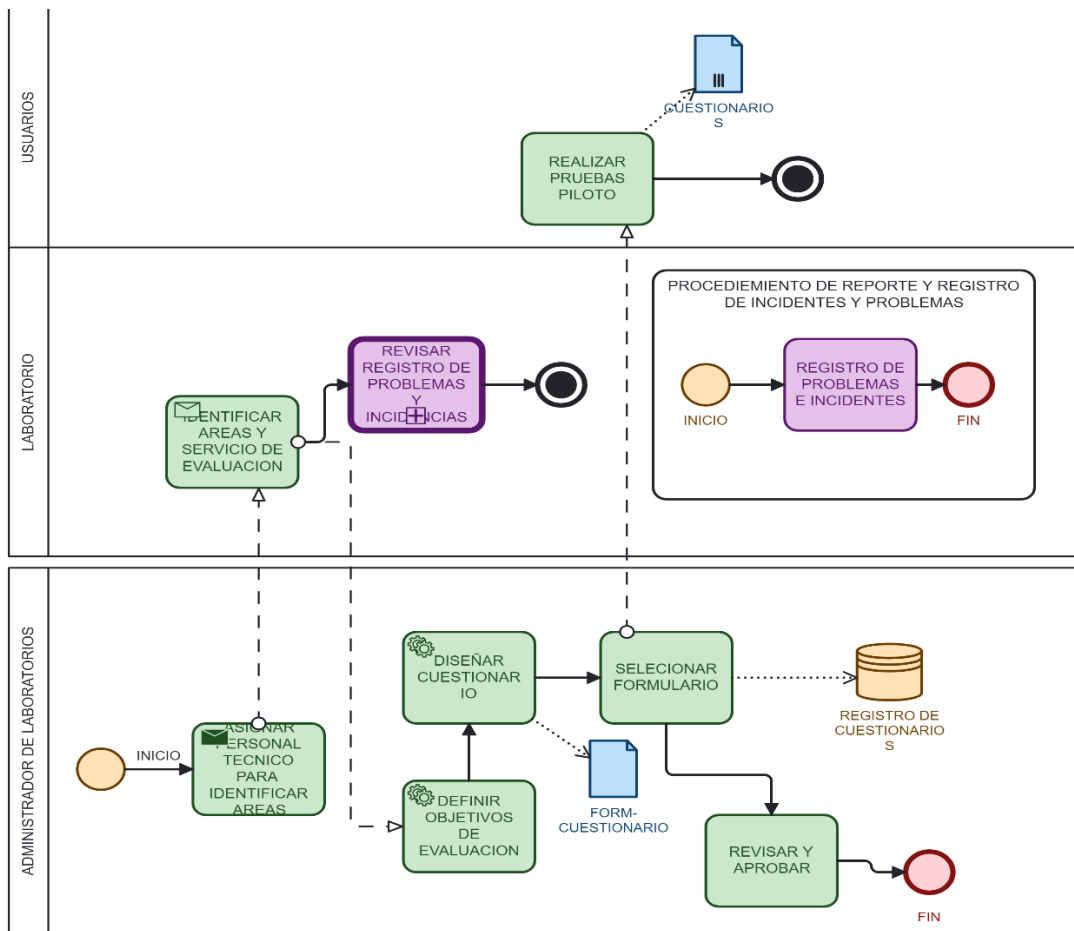 USUARIOS
CUESTIONARIO
S
REALIZAR
PRUEBAS
PILOTO
LABORATORIO
IDENTIFICAR
AREAS Y
SERVICIO DE
EVALUACION
REVISAR
REGISTRO DE
PROBLEMAS
Y
INCIDENCIAS
PROCEDIEMIENTO DE REPORTE Y REGISTRO
DE INCIDENTES Y PROBLEMAS
INICIO
REGISTRO DE
PROBLEMAS
E INCIDENTES
FIN
ADMINISTRADOR DE LABORATORIOS
INICIO
ASIGNAR
PERSONAL
TECNICO
PARA
IDENTIFICAR
AREAS
DISEÑAR
CUESTIONAR
IO
DEFINIR
OBJETIVOS
DE
EVALUACION
FORM-
CUESTIONARIO
SELECIONAR
FORMULARIO
REGISTRO DE
CUESTIONARIO
S
REVISAR Y
APROBAR
FIN